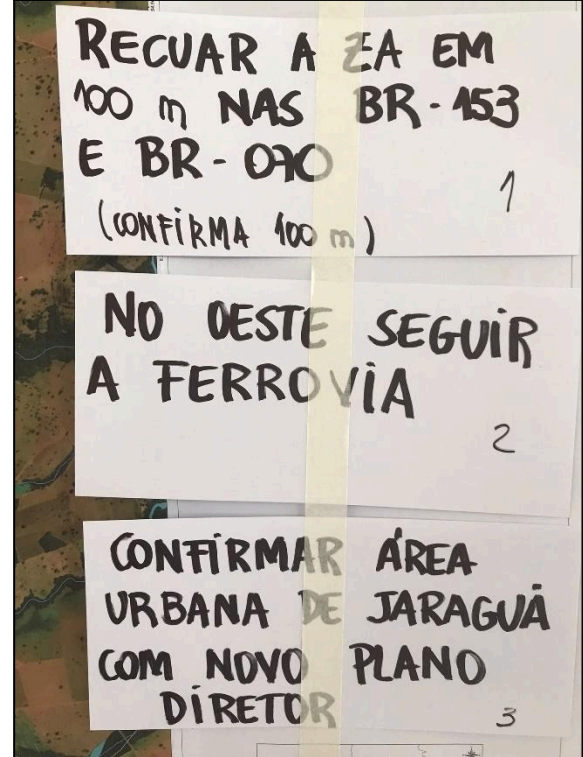 RECUAR A ZA EM
100 m NAS BR-153
E BR-070
(CONFIRMA 100 m)
1
NO OESTE SEGUIR
A FERROVIA
2
CONFIRMAR ÁREA
URBANA DE JARAGUÁ
COM NOVO PLANO
DIRETOR
3